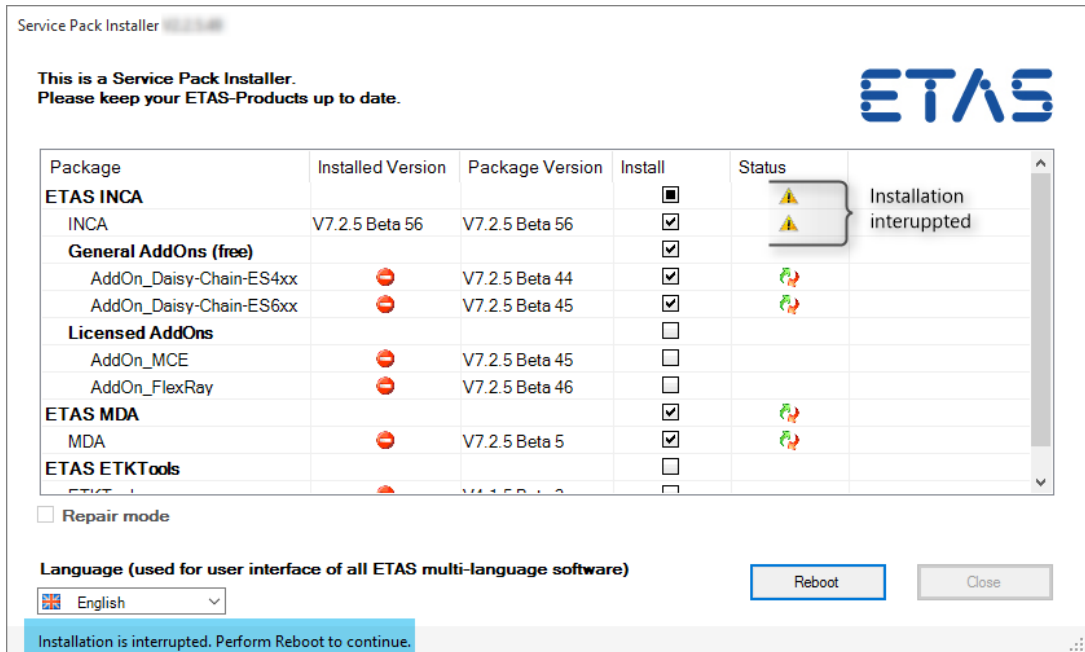 Service Pack Installer
This is a Service Pack Installer.
Please keep your ETAS-Products up to date.
ETAS
Package Installed Version Package Version Install Status
ETAS INCA
INCA V7.2.5 Beta 56 V7.2.5 Beta 56
Installation
interuppted
General AddOns (free)
AddOn_Daisy-Chain-ES4xx V7.2.5 Beta 44
AddOn_Daisy-Chain-ES6xx V7.2.5 Beta 45
Licensed AddOns
AddOn_MCE V7.2.5 Beta 45
AddOn_FlexRay V7.2.5 Beta 46
ETAS MDA
MDA V7.2.5 Beta 5
ETAS ETKTools
Repair mode
Language (used for user interface of all ETAS multi-language software)
English
Reboot
Close
Installation is interrupted. Perform Reboot to continue.